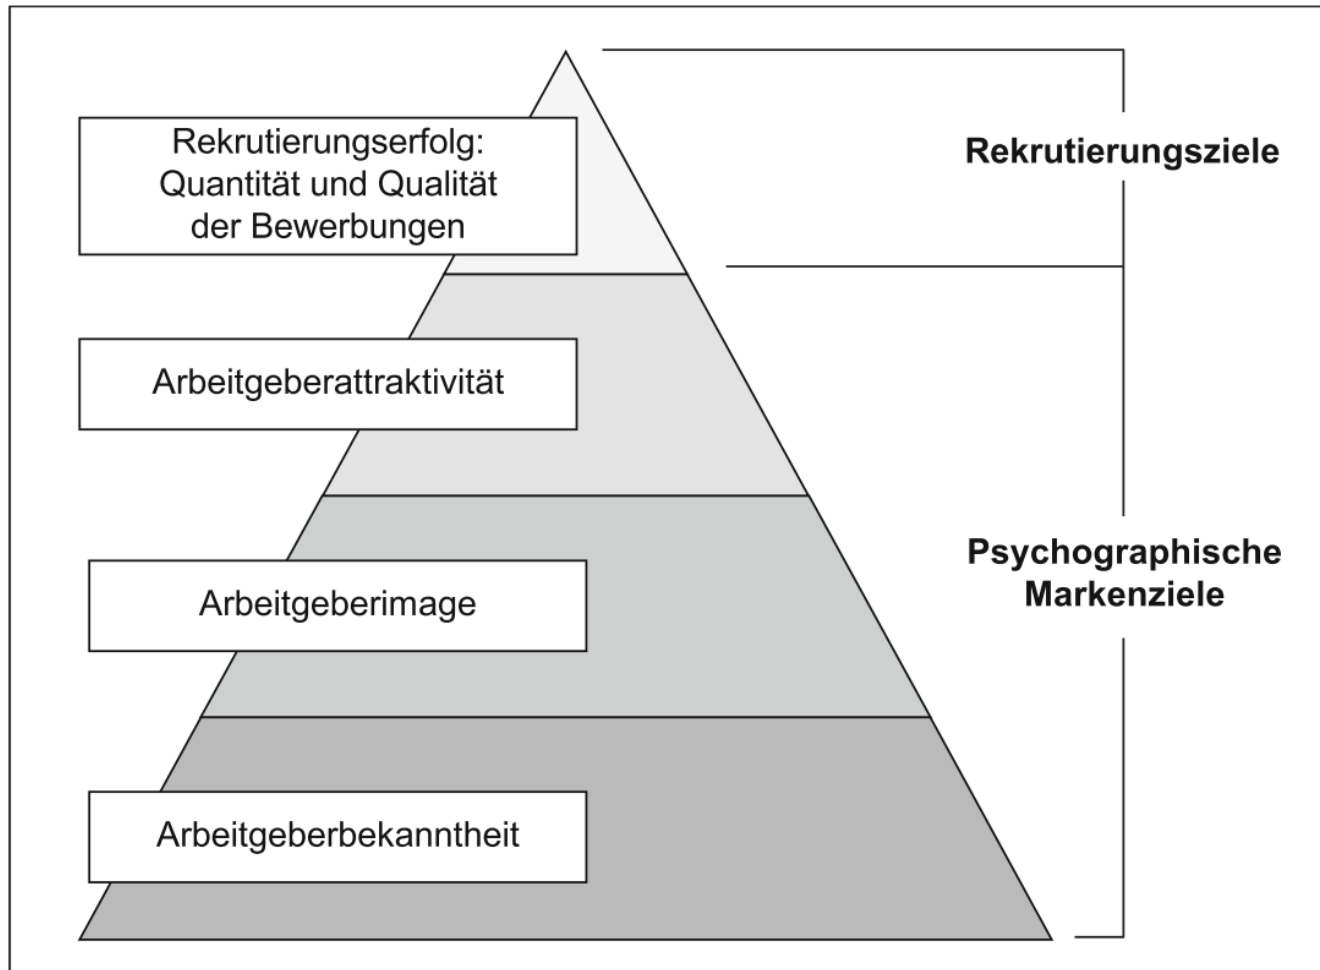 Rekrutierungserfolg:
Quantität und Qualität
der Bewerbungen
Rekrutierungsziele
Arbeitgeberattraktivität
Psychographische
Markenziele
Arbeitgeberimage
Arbeitgeberbekanntheit